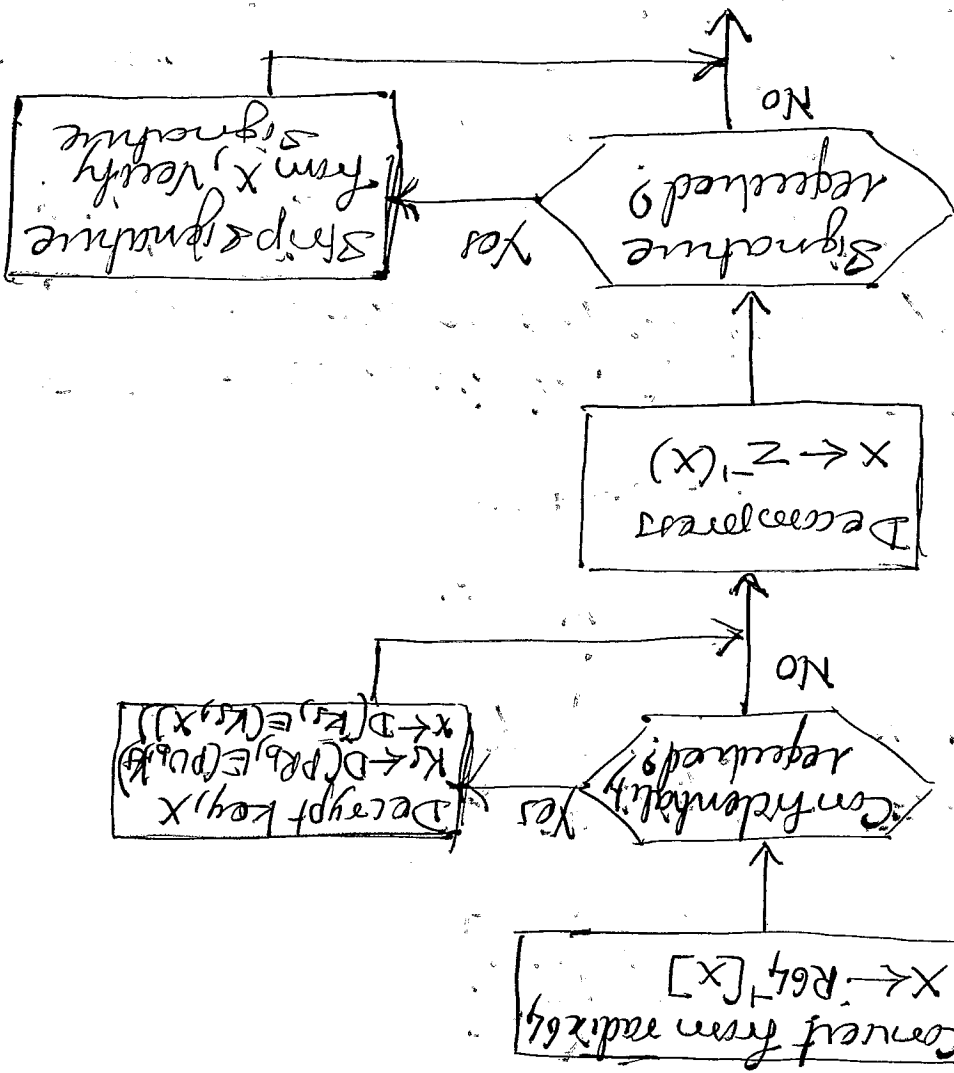 Convert from radix64
X ← R64⁻¹[X]
Confidentiality
required?
Yes
Decrypt key, X
Ks ← D(PRb, E(PUb, Ks))
X ← D(Ks, E(Ks, X))
No
Decompress
X ← Z⁻¹(X)
Signature
required?
Yes
Strip signature
from X, Verify
Signature
No